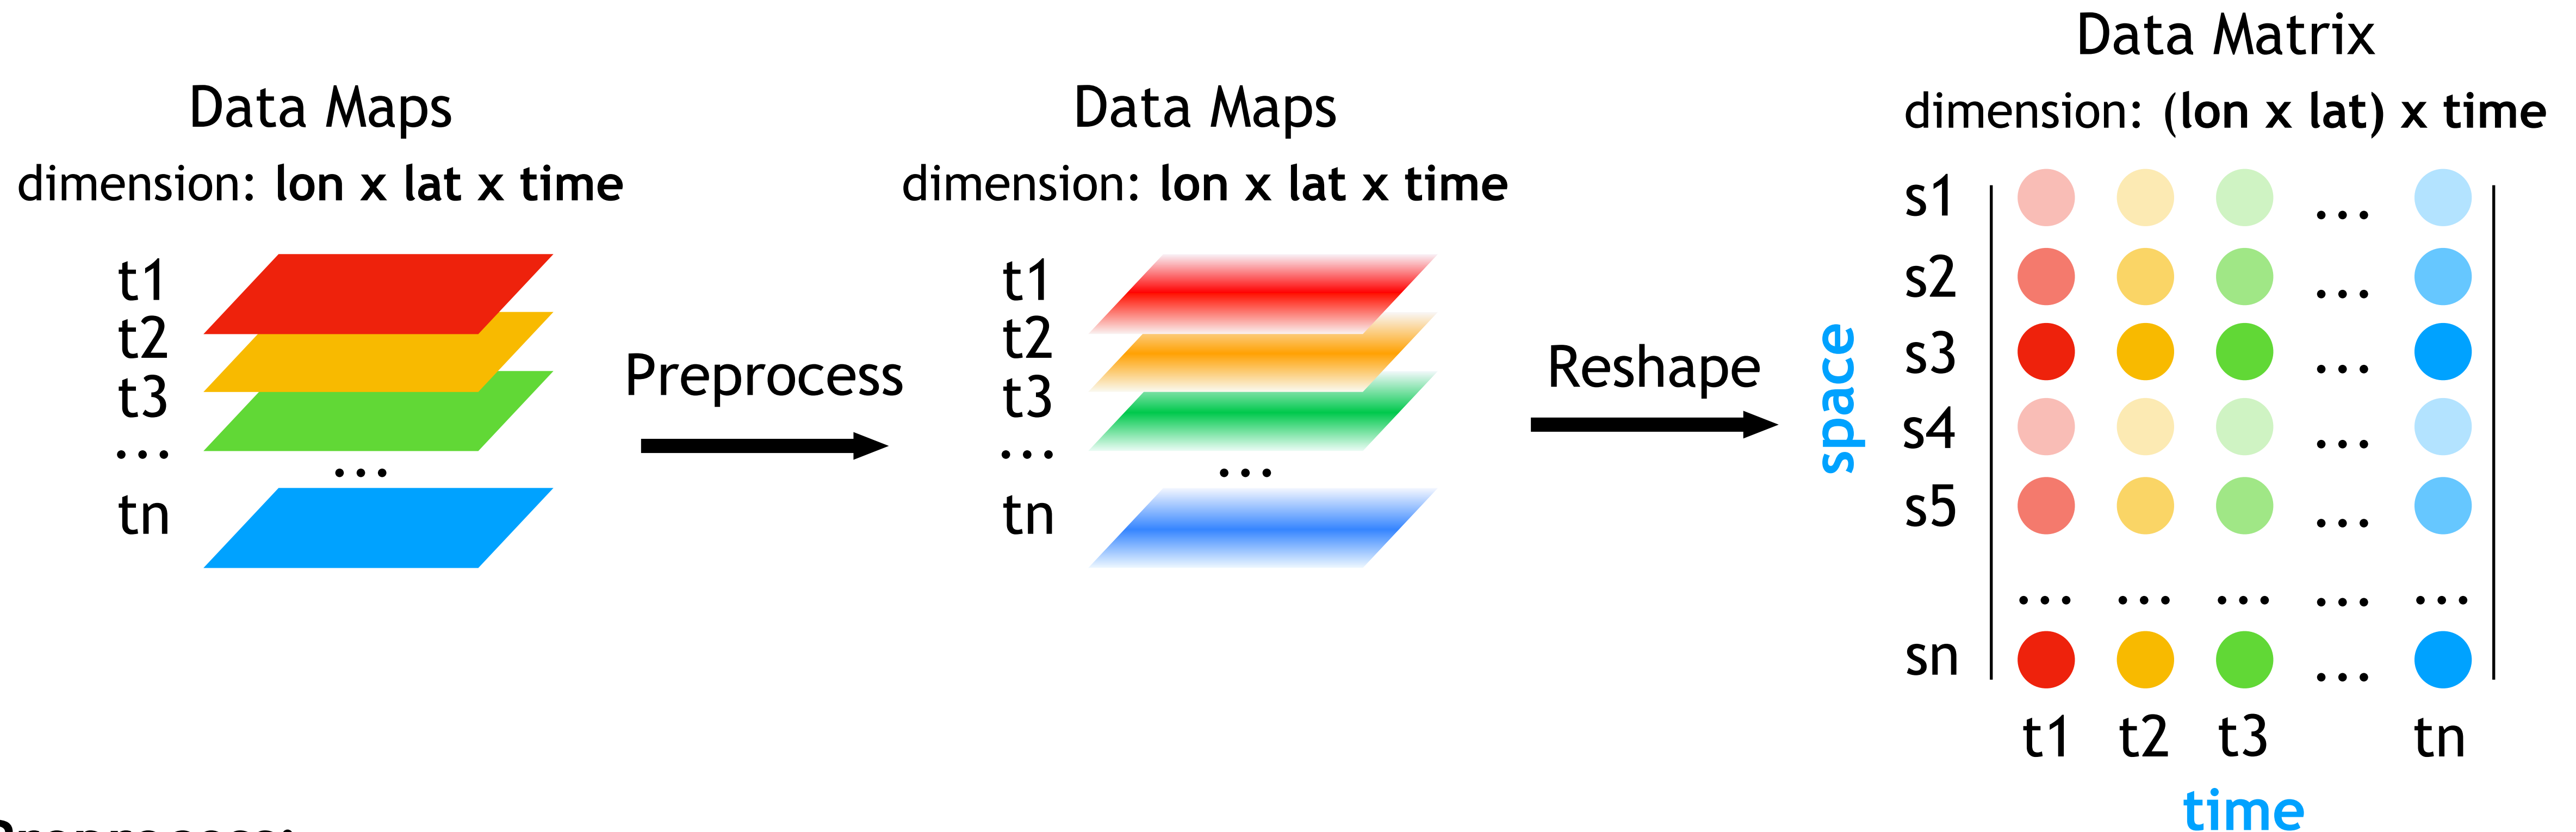 Data Maps
dimension: lon x lat x time
t1
t2
t3
...
...
tn
Preprocess
Data Maps
dimension: lon x lat x time
t1
t2
t3
...
...
tn
Reshape
Data Matrix
dimension: (lon x lat) x time
space
s1 ...
s2 ...
s3 ...
s4 ...
s5 ...
... ... ... ... ...
sn ...
t1 t2 t3 tn
time
Preprocess: